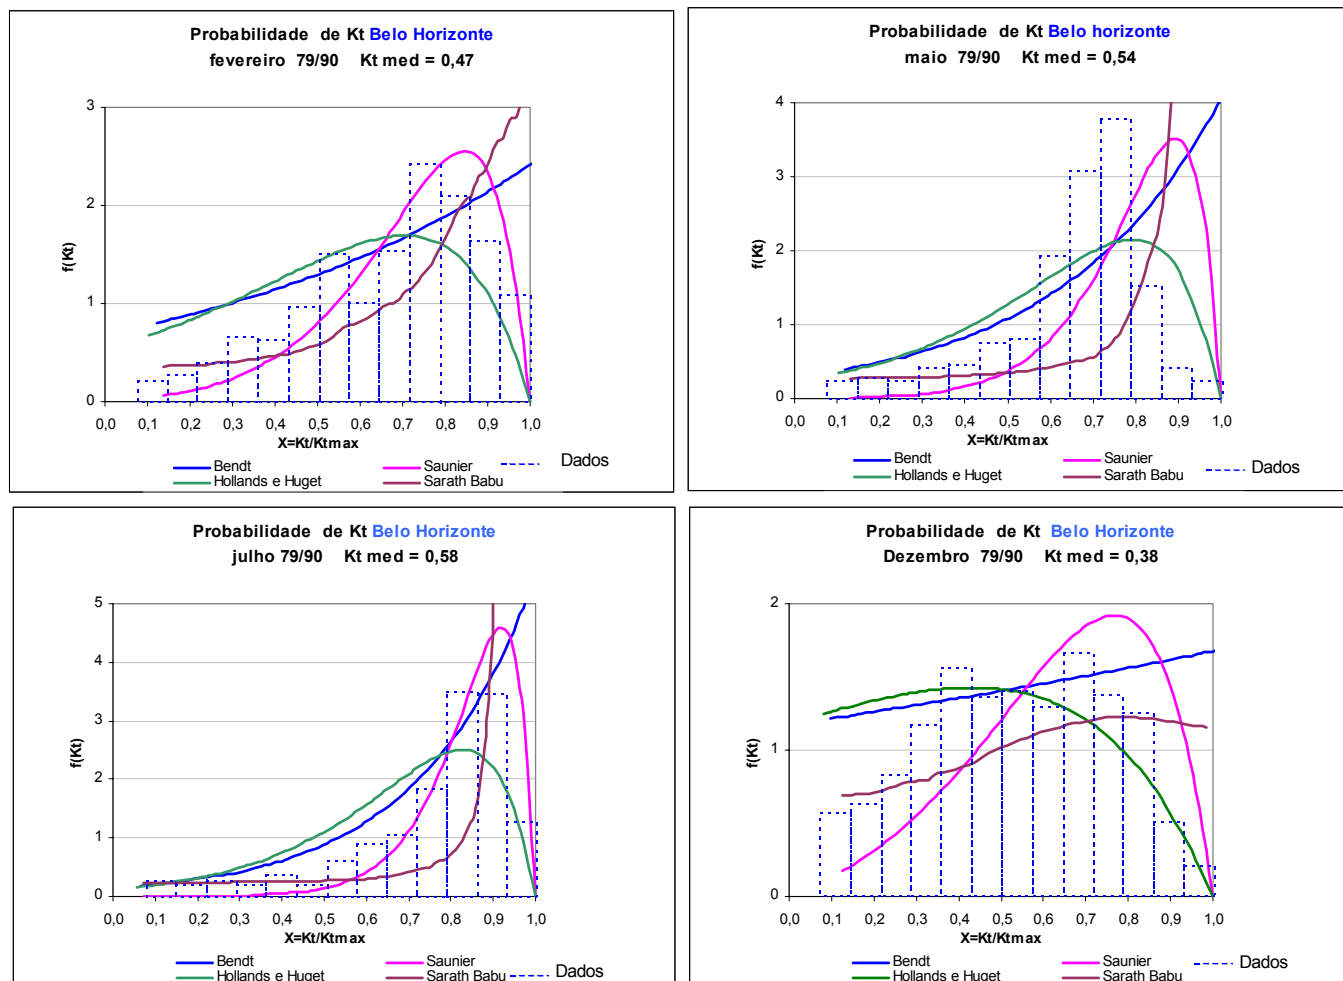 Probabilidade de Kt Belo Horizonte
fevereiro 79/90 Kt med = 0,47
3
2
1
0
f(Kt)
0,0 0,1 0,2 0,3 0,4 0,5 0,6 0,7 0,8 0,9 1,0
X=Kt/Ktmax
Bendt Saunier Dados
Hollands e Huget Sarath Babu
Probabilidade de Kt Belo horizonte
maio 79/90 Kt med = 0,54
4
3
2
1
0
f(Kt)
0,0 0,1 0,2 0,3 0,4 0,5 0,6 0,7 0,8 0,9 1,0
X=Kt/Ktmax
Bendt Saunier Dados
Hollands e Huget Sarath Babu
Probabilidade de Kt Belo Horizonte
julho 79/90 Kt med = 0,58
5
4
3
2
1
0
f(Kt)
0,0 0,1 0,2 0,3 0,4 0,5 0,6 0,7 0,8 0,9 1,0
X=Kt/Ktmax
Bendt Saunier Dados
Hollands e Huget Sarath Babu
Probabilidade de Kt Belo Horizonte
Dezembro 79/90 Kt med = 0,38
2
1
0
f(Kt)
0,0 0,1 0,2 0,3 0,4 0,5 0,6 0,7 0,8 0,9 1,0
X=Kt/Ktmax
Bendt Saunier Dados
Hollands e Huget Sarath Babu